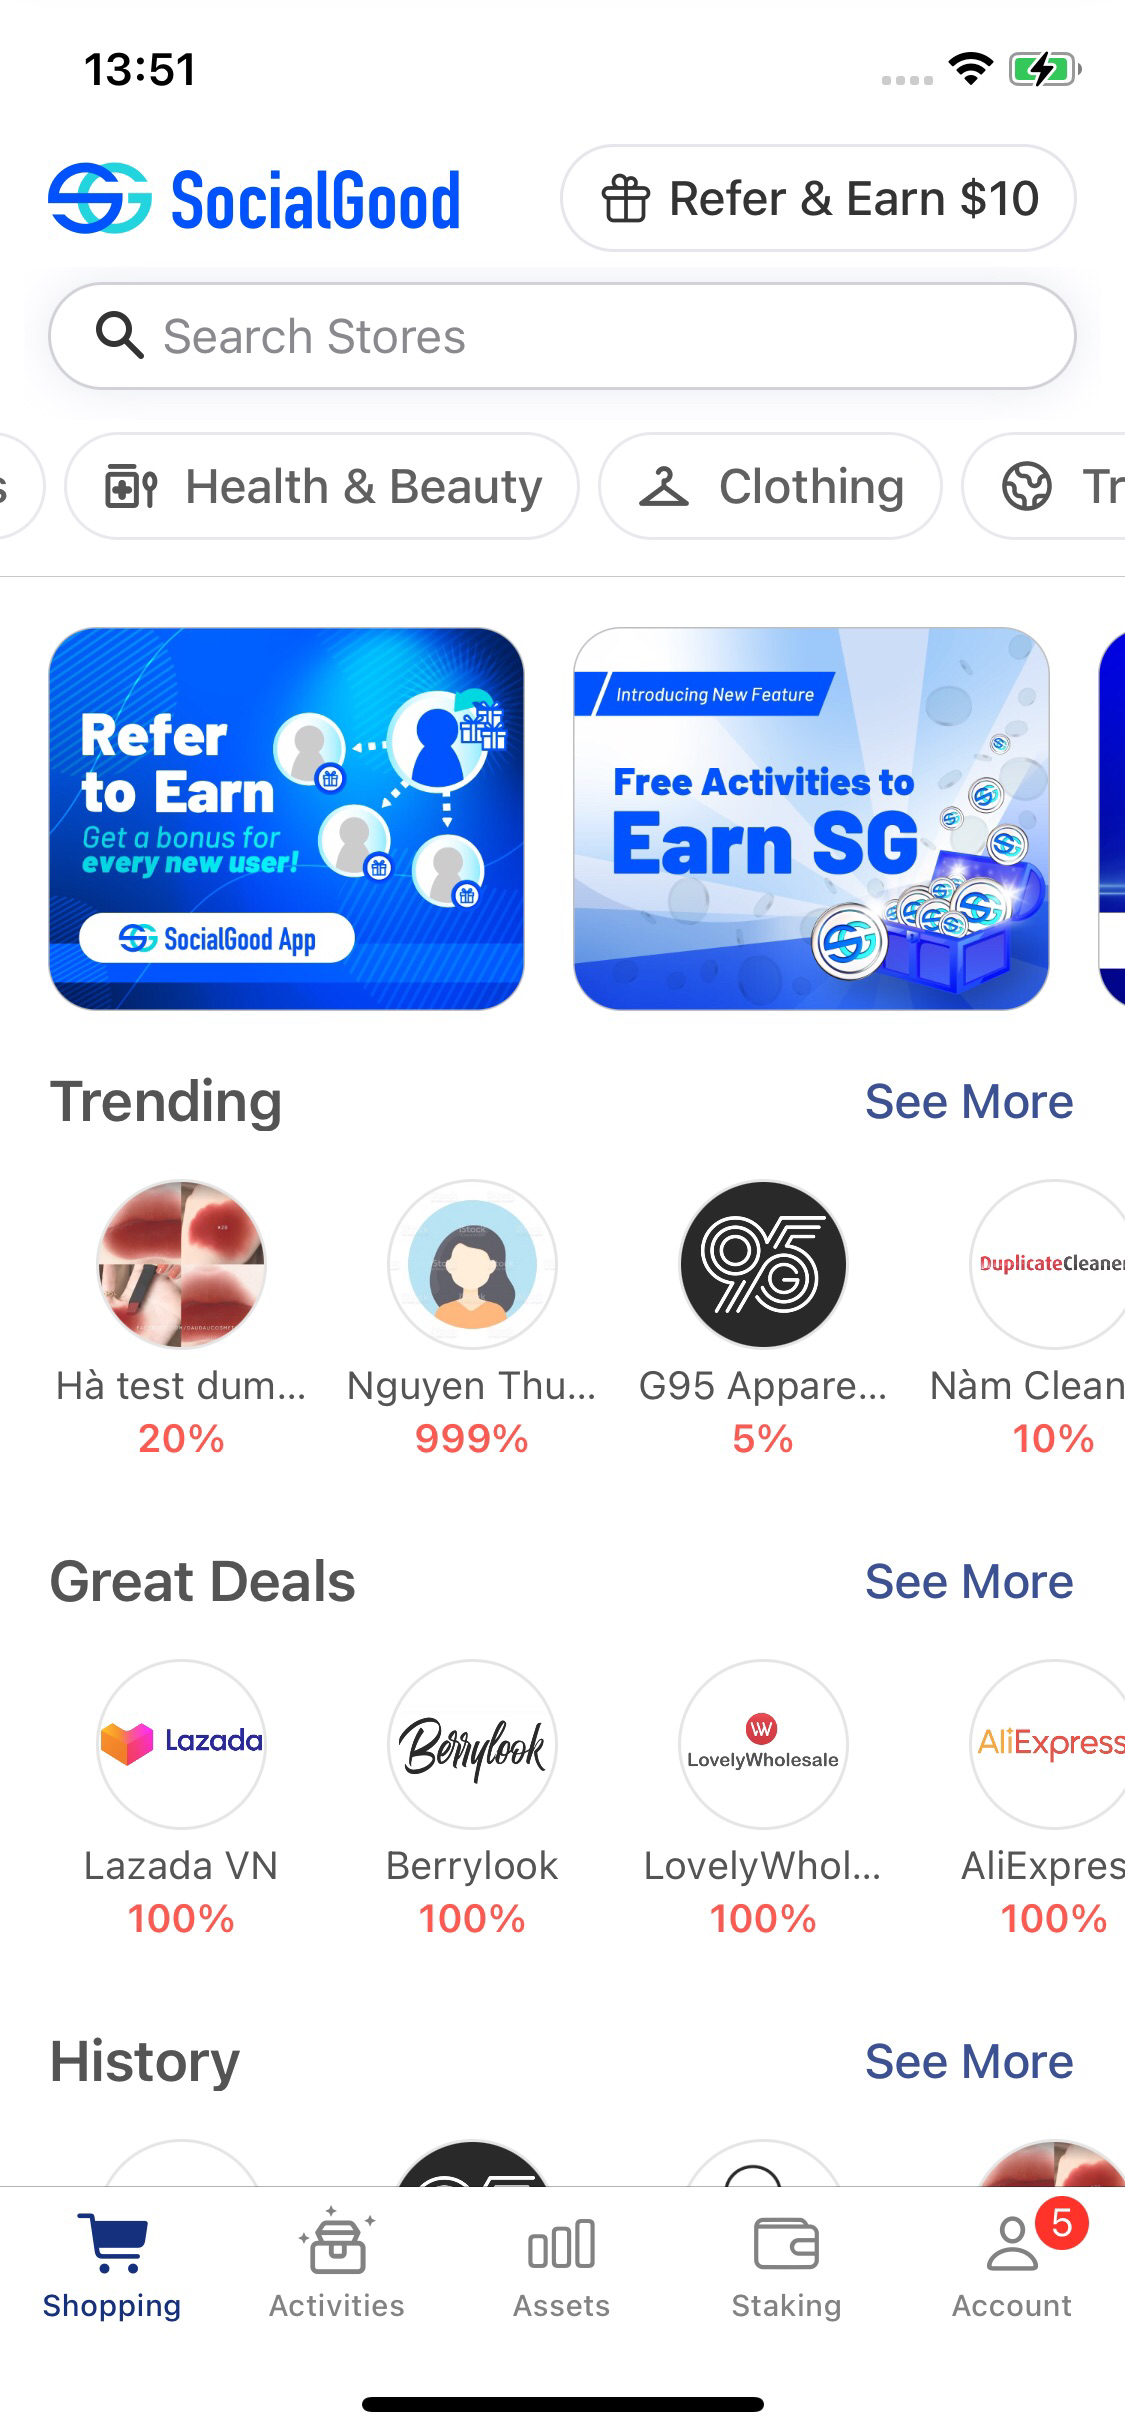 13:51
SocialGood
Refer & Earn $10
Search Stores
s
Health & Beauty
Clothing
Tr
Refer
to Earn
Get a bonus for
every new user!
SocialGood App
Introducing New Feature
Free Activities to
Earn SG
Trending
See More
95G
DuplicateCleaner
Hà test dum...
Nguyen Thu...
G95 Appare...
Nàm Clean
20%
999%
5%
10%
Great Deals
See More
Lazada
Berrylook
LovelyWholesale
AliExpress
Lazada VN
Berrylook
LovelyWhol...
AliExpres
100%
100%
100%
100%
History
See More
5
Shopping
Activities
Assets
Staking
Account